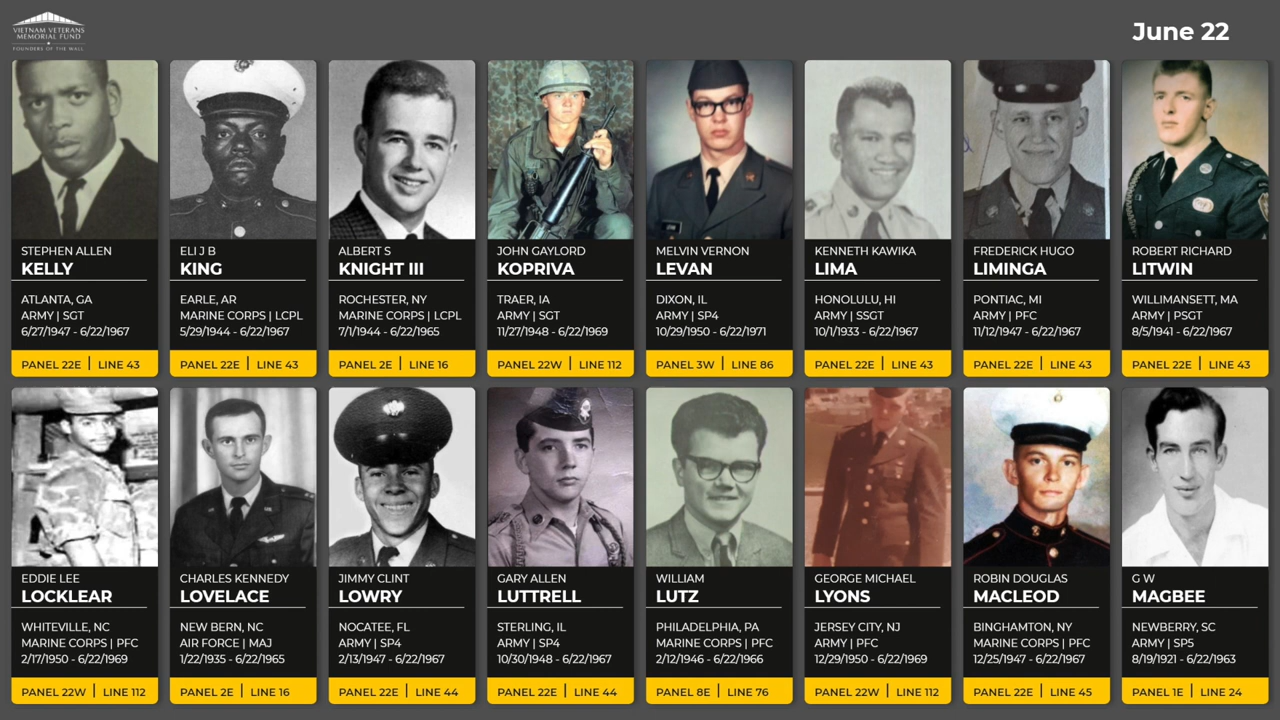 VIETNAM VETERANS
MEMORIAL FUND
FOUNDERS OF THE WALL
June 22
STEPHEN ALLEN
KELLY
ATLANTA, GA
ARMY | SGT
6/27/1947 - 6/22/1967
PANEL 22E | LINE 43
ELI J B
KING
EARLE, AR
MARINE CORPS | LCPL
5/29/1944 - 6/22/1967
PANEL 22E | LINE 43
ALBERT S
KNIGHT III
ROCHESTER, NY
MARINE CORPS | LCPL
7/1/1944 - 6/22/1965
PANEL 2E | LINE 16
JOHN GAYLORD
KOPRIVA
TRAER, IA
ARMY | SGT
11/27/1948 - 6/22/1969
PANEL 22W | LINE 112
MELVIN VERNON
LEVAN
DIXON, IL
ARMY | SP4
10/29/1950 - 6/22/1971
PANEL 3W | LINE 86
KENNETH KAWIKA
LIMA
HONOLULU, HI
ARMY | SSGT
10/1/1933 - 6/22/1967
PANEL 22E | LINE 43
FREDERICK HUGO
LIMINGA
PONTIAC, MI
ARMY | PFC
11/12/1947 - 6/22/1967
PANEL 22E | LINE 43
ROBERT RICHARD
LITWIN
WILLIMANSETT, MA
ARMY | PSGT
8/5/1941 - 6/22/1967
PANEL 22E | LINE 43
EDDIE LEE
LOCKLEAR
WHITEVILLE, NC
MARINE CORPS | PFC
2/17/1950 - 6/22/1969
PANEL 22W | LINE 112
CHARLES KENNEDY
LOVELACE
NEW BERN, NC
AIR FORCE | MAJ
1/22/1935 - 6/22/1965
PANEL 2E | LINE 16
JIMMY CLINT
LOWRY
NOCATEE, FL
ARMY | SP4
2/13/1947 - 6/22/1967
PANEL 22E | LINE 44
GARY ALLEN
LUTTRELL
STERLING, IL
ARMY | SP4
10/30/1948 - 6/22/1967
PANEL 22E | LINE 44
WILLIAM
LUTZ
PHILADELPHIA, PA
MARINE CORPS | PFC
2/12/1946 - 6/22/1966
PANEL 8E | LINE 76
GEORGE MICHAEL
LYONS
JERSEY CITY, NJ
ARMY | PFC
12/29/1950 - 6/22/1969
PANEL 22W | LINE 112
ROBIN DOUGLAS
MACLEOD
BINGHAMTON, NY
MARINE CORPS | PFC
12/25/1947 - 6/22/1967
PANEL 22E | LINE 45
G W
MAGBEE
NEWBERRY, SC
ARMY | SP5
8/19/1921 - 6/22/1963
PANEL 1E | LINE 24